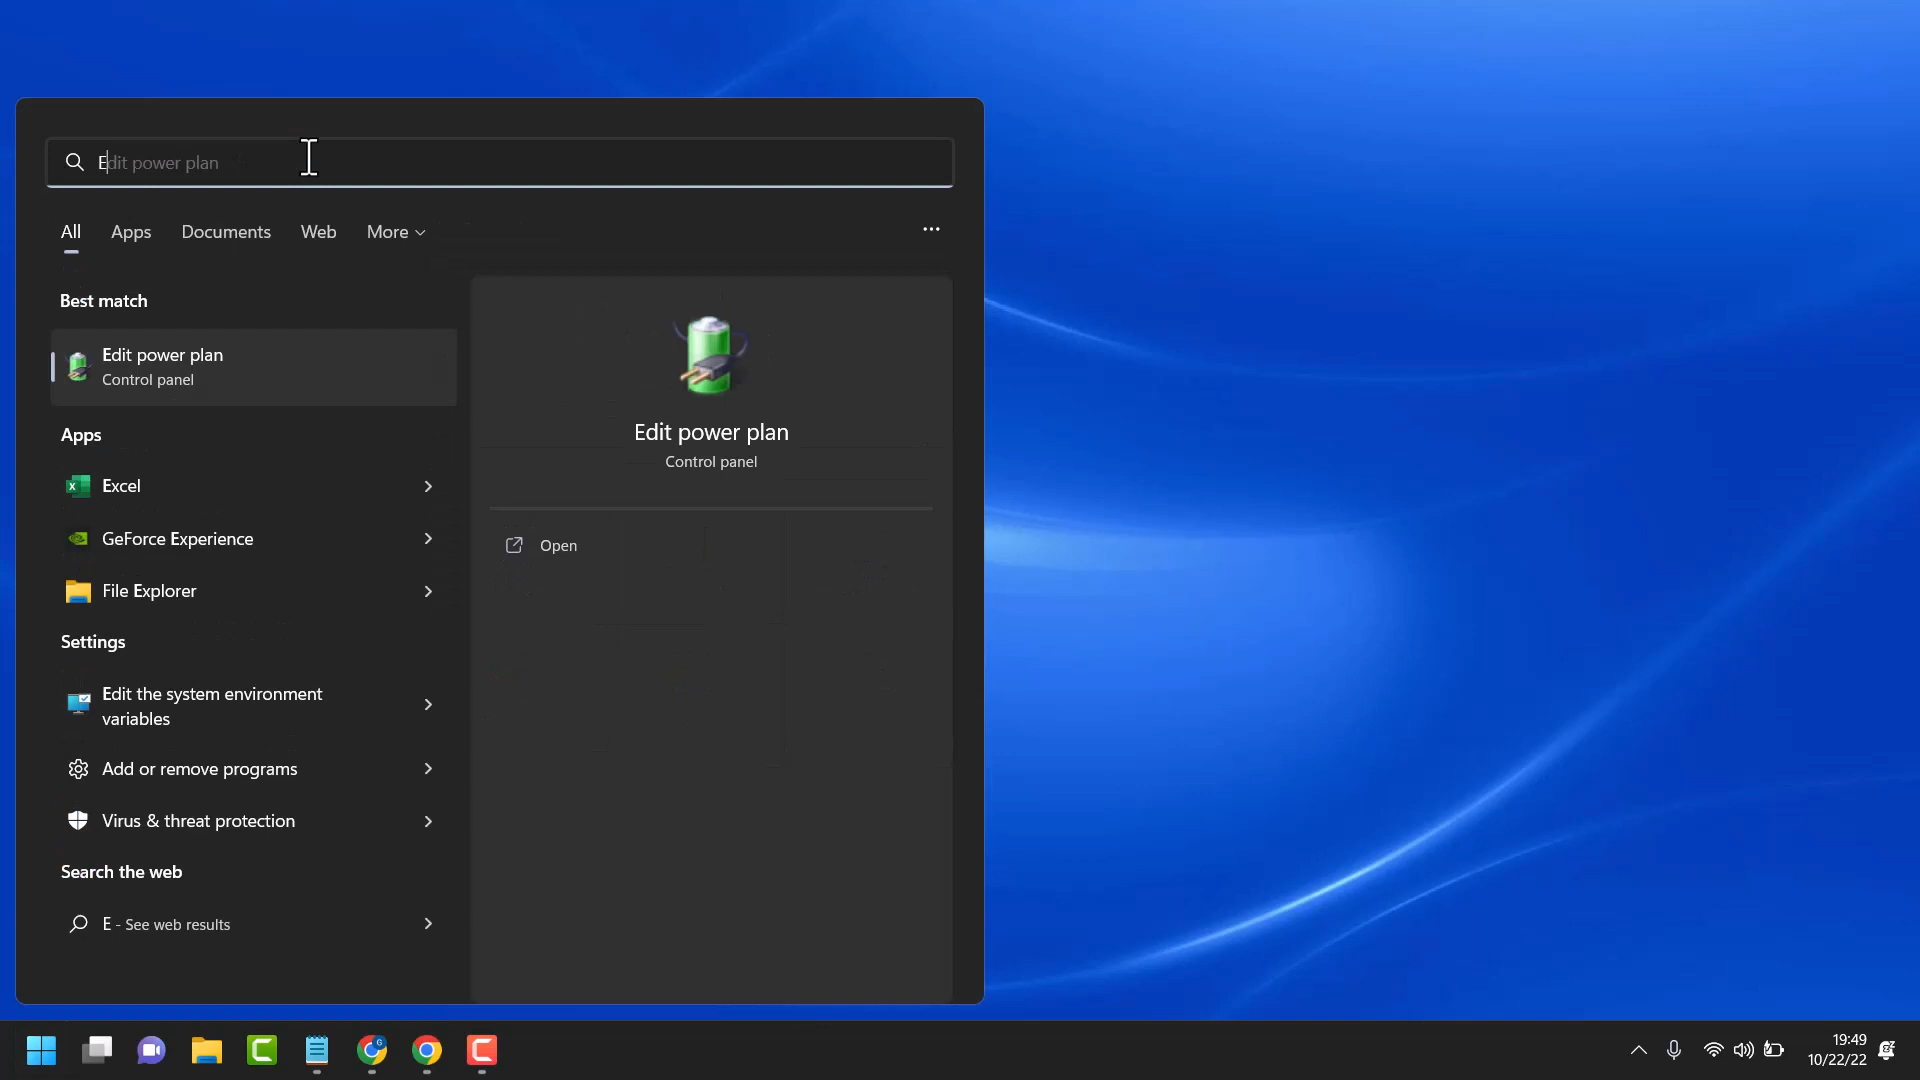 Edit power plan
All Apps Documents Web More
Best match
Edit power plan
Control panel
Apps
Excel
GeForce Experience
File Explorer
Settings
Edit the system environment
variables
Add or remove programs
Virus & threat protection
Search the web
E - See web results
Edit power plan
Control panel
Open
19:49
10/22/22